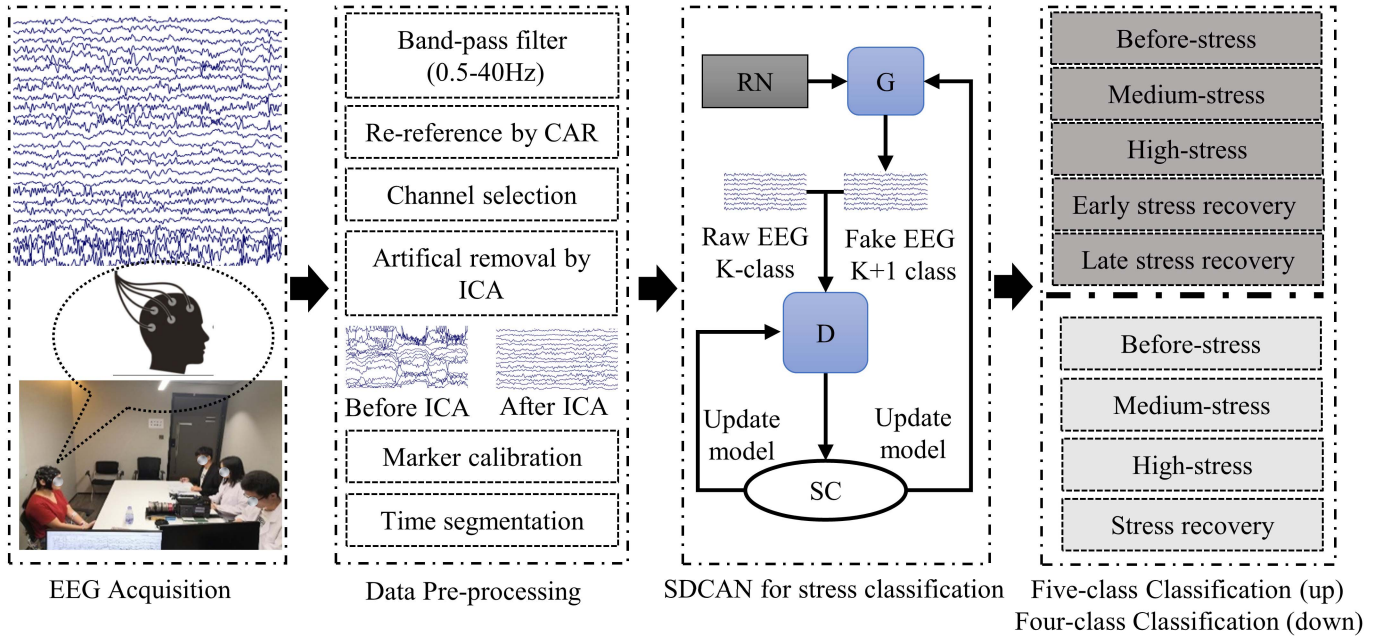 Band-pass filter
(0.5-40Hz)
Re-reference by CAR
Channel selection
Artifical removal by
ICA
Before ICA
After ICA
Marker calibration
Time segmentation
RN
G
Raw EEG
K-class
Fake EEG
K+1 class
D
Update
model
Update
model
SC
Before-stress
Medium-stress
High-stress
Early stress recovery
Late stress recovery
Before-stress
Medium-stress
High-stress
Stress recovery
EEG Acquisition
Data Pre-processing
SDCAN for stress classification
Five-class Classification (up)
Four-class Classification (down)